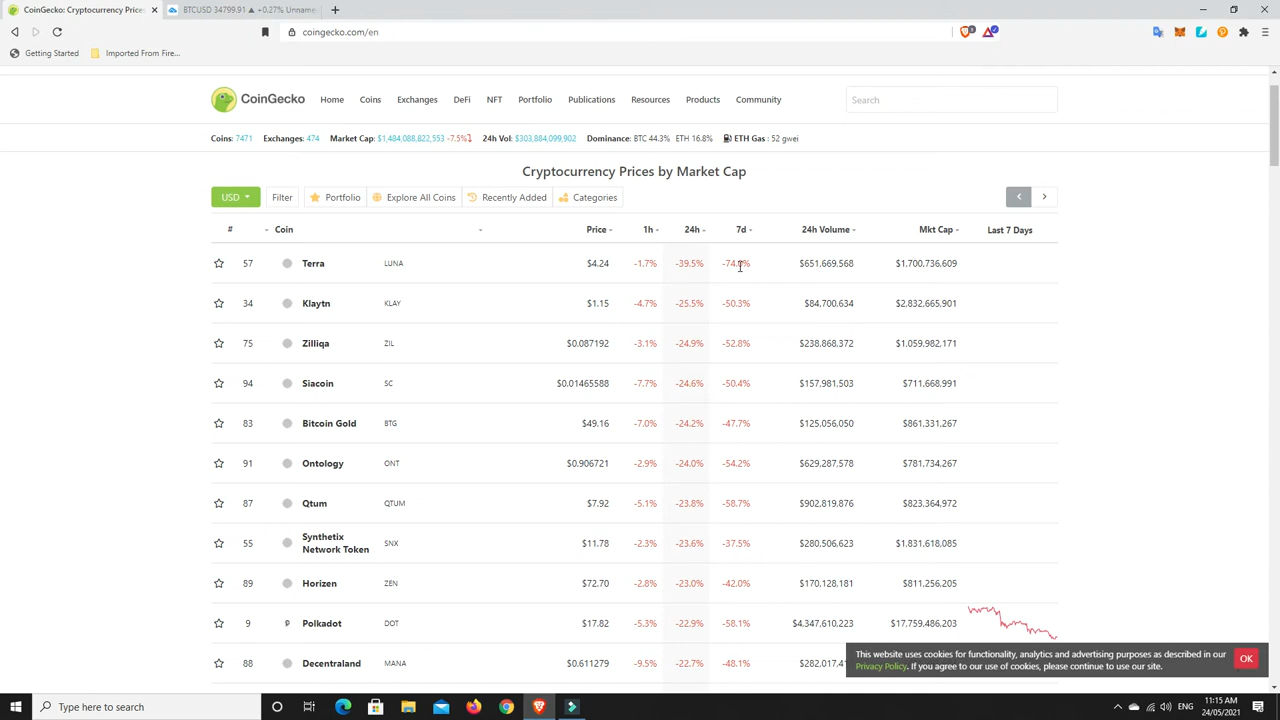 CoinGecko: Cryptocurrency Price
BTCUSD 34799.91 ▲ +0.27% Unname
coingecko.com/en
Getting Started
Imported From Fire...
CoinGecko
Home
Coins
Exchanges
DeFi
NFT
Portfolio
Publications
Resources
Products
Community
Search
Coins: 7471 Exchanges: 474 Market Cap: $1,484,088,822,553 -7.5% 24h Vol: $303,884,099,902 Dominance: BTC 44.3% ETH 16.8% ETH Gas : 52 gwei
Cryptocurrency Prices by Market Cap
USD Filter Portfolio Explore All Coins Recently Added Categories
# Coin Price 1h 24h 7d 24h Volume Mkt Cap Last 7 Days
57 Terra LUNA $4.24 -1.7% -39.5% $651,669,568 $1,700,736,609
34 Klaytn KLAY $1.15 -4.7% -25.5% -50.3% $84,700,634 $2,832,665,901
75 Zilliqa ZIL $0.087192 -3.1% -24.9% -52.8% $238,868,372 $1,059,982,171
94 Siacoin SC $0.01465588 -7.7% -24.6% -50.4% $157,981,503 $711,668,991
83 Bitcoin Gold BTG $49.16 -7.0% -24.2% -47.7% $125,056,050 $861,331,267
91 Ontology ONT $0.906721 -2.9% -24.0% -54.2% $629,287,578 $781,734,267
87 Qtum QTUM $7.92 -5.1% -23.8% -58.7% $902,819,876 $823,364,972
55 Synthetix Network Token SNX $11.78 -2.3% -23.6% -37.5% $280,506,623 $1,831,618,085
89 Horizen ZEN $72.70 -2.8% -23.0% -42.0% $170,128,181 $811,256,205
9 Polkadot DOT $17.82 -5.3% -22.9% -58.1% $4,347,610,223 $17,759,486,203
88 Decentraland MANA $0.611279 -9.5% -22.7% -48.1% $282,017,4
This website uses cookies for functionality, analytics and advertising purposes as described in our
Privacy Policy. If you agree to our use of cookies, please continue to use our site.
OK
Type here to search
ENG
11:15 AM
24/05/2021